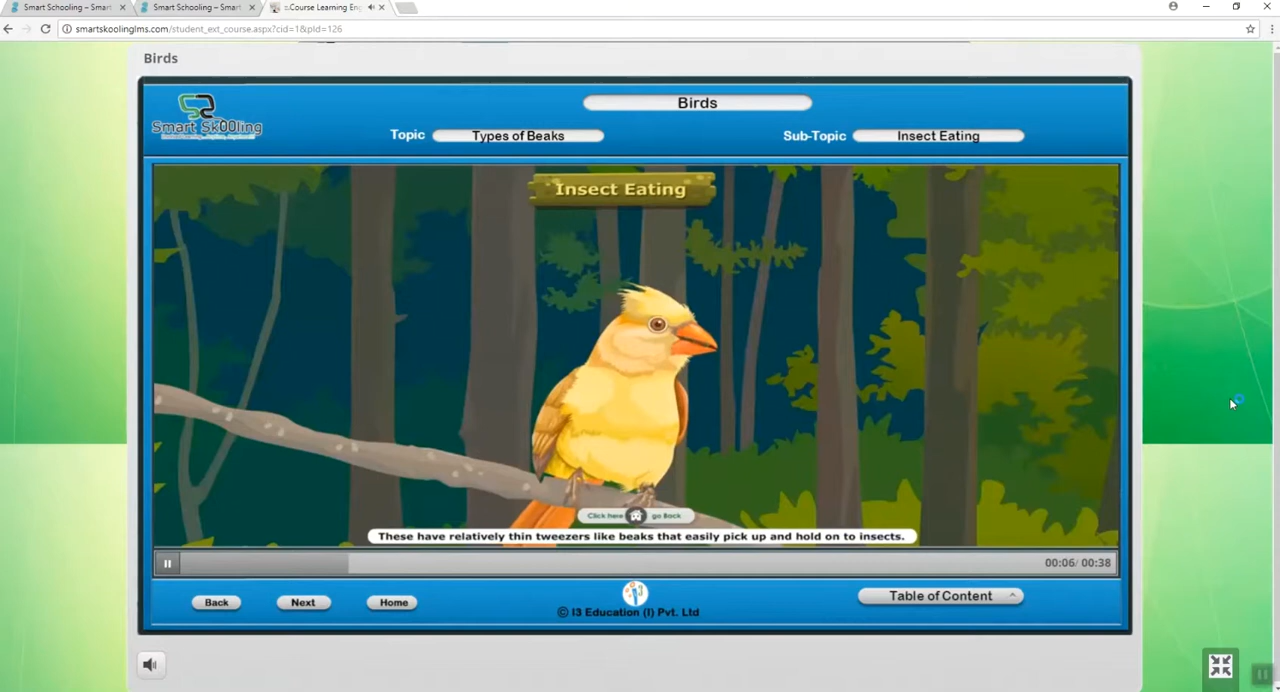 Smart Schooling – Smart
Smart Schooling – Smar
:.Course Learning Eng
smartskoolinglms.com/student_ext_course.aspx?cid=1&pId=126
Birds
Smart Sk00ling
Birds
Topic Types of Beaks Sub-Topic Insect Eating
Insect Eating
Click here go Back
These have relatively thin tweezers like beaks that easily pick up and hold on to insects.
00:06/ 00:38
Back Next Home Table of Content
© I3 Education (I) Pvt. Ltd